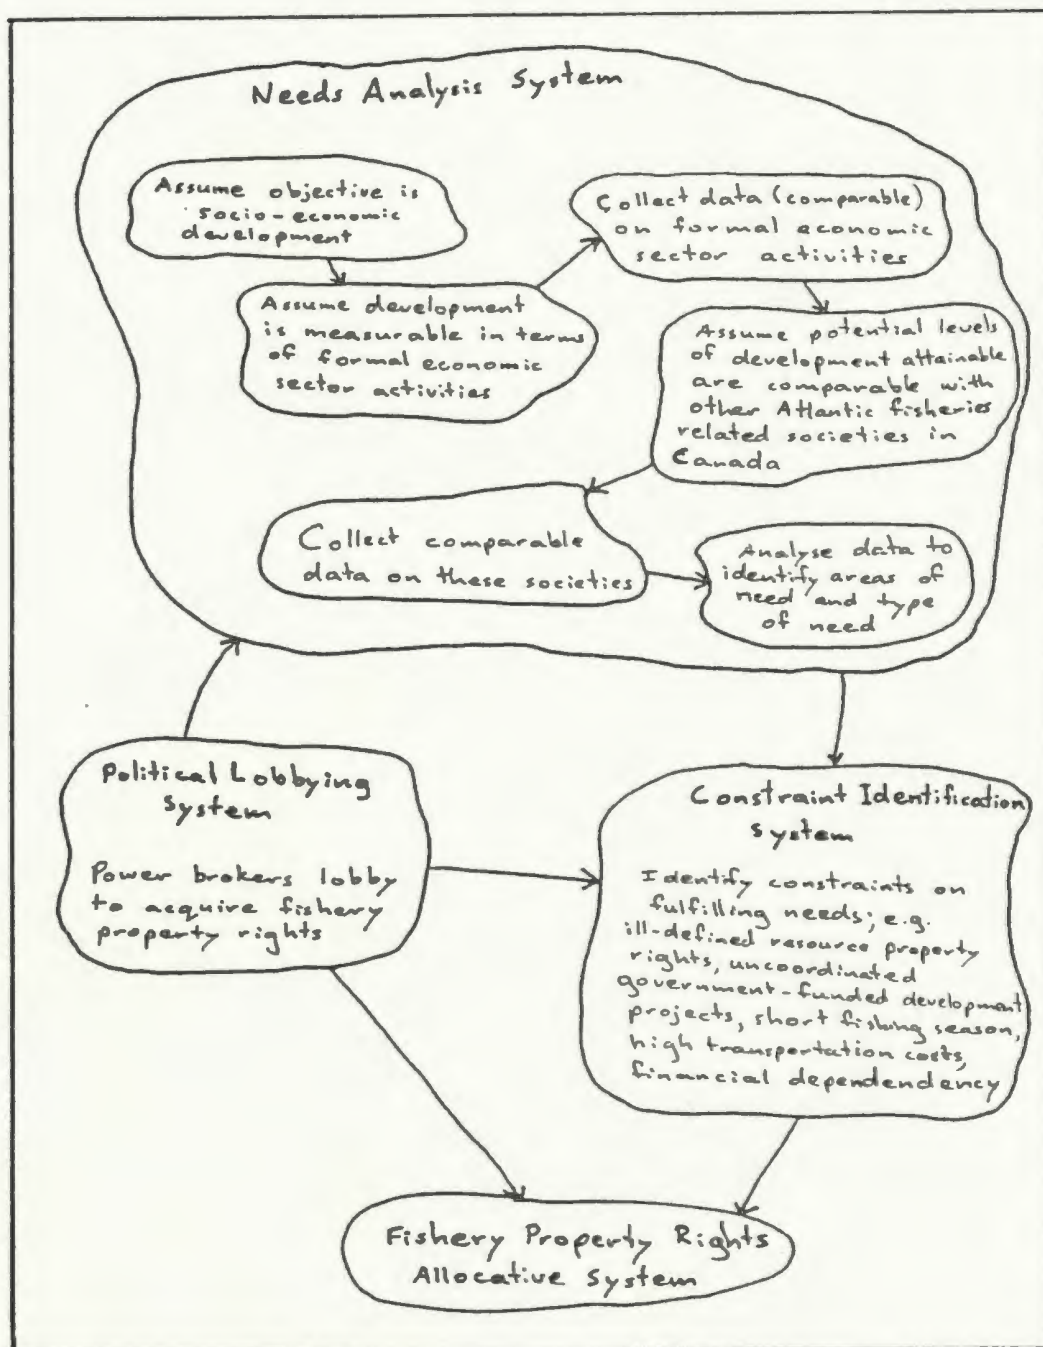 Needs Analysis System
Assume objective is
socio-economic
development
Assume development
is measurable in terms
of formal economic
sector activities
Collect data (comparable)
on formal economic
sector activities
Assume potential levels
of development attainable
are comparable with
other Atlantic fisheries
related societies in
Canada
Collect comparable
data on these societies
Analyse data to
identify areas of
need and type
of need
Political Lobbying
System
Power brokers lobby
to acquire fishery
property rights
Constraint Identification
System
Identify constraints on
fulfilling needs; e.g.
ill-defined resource property
rights, uncoordinated
government-funded development
projects, short fishing season,
high transportation costs,
financial dependendency
Fishery Property Rights
Allocative System